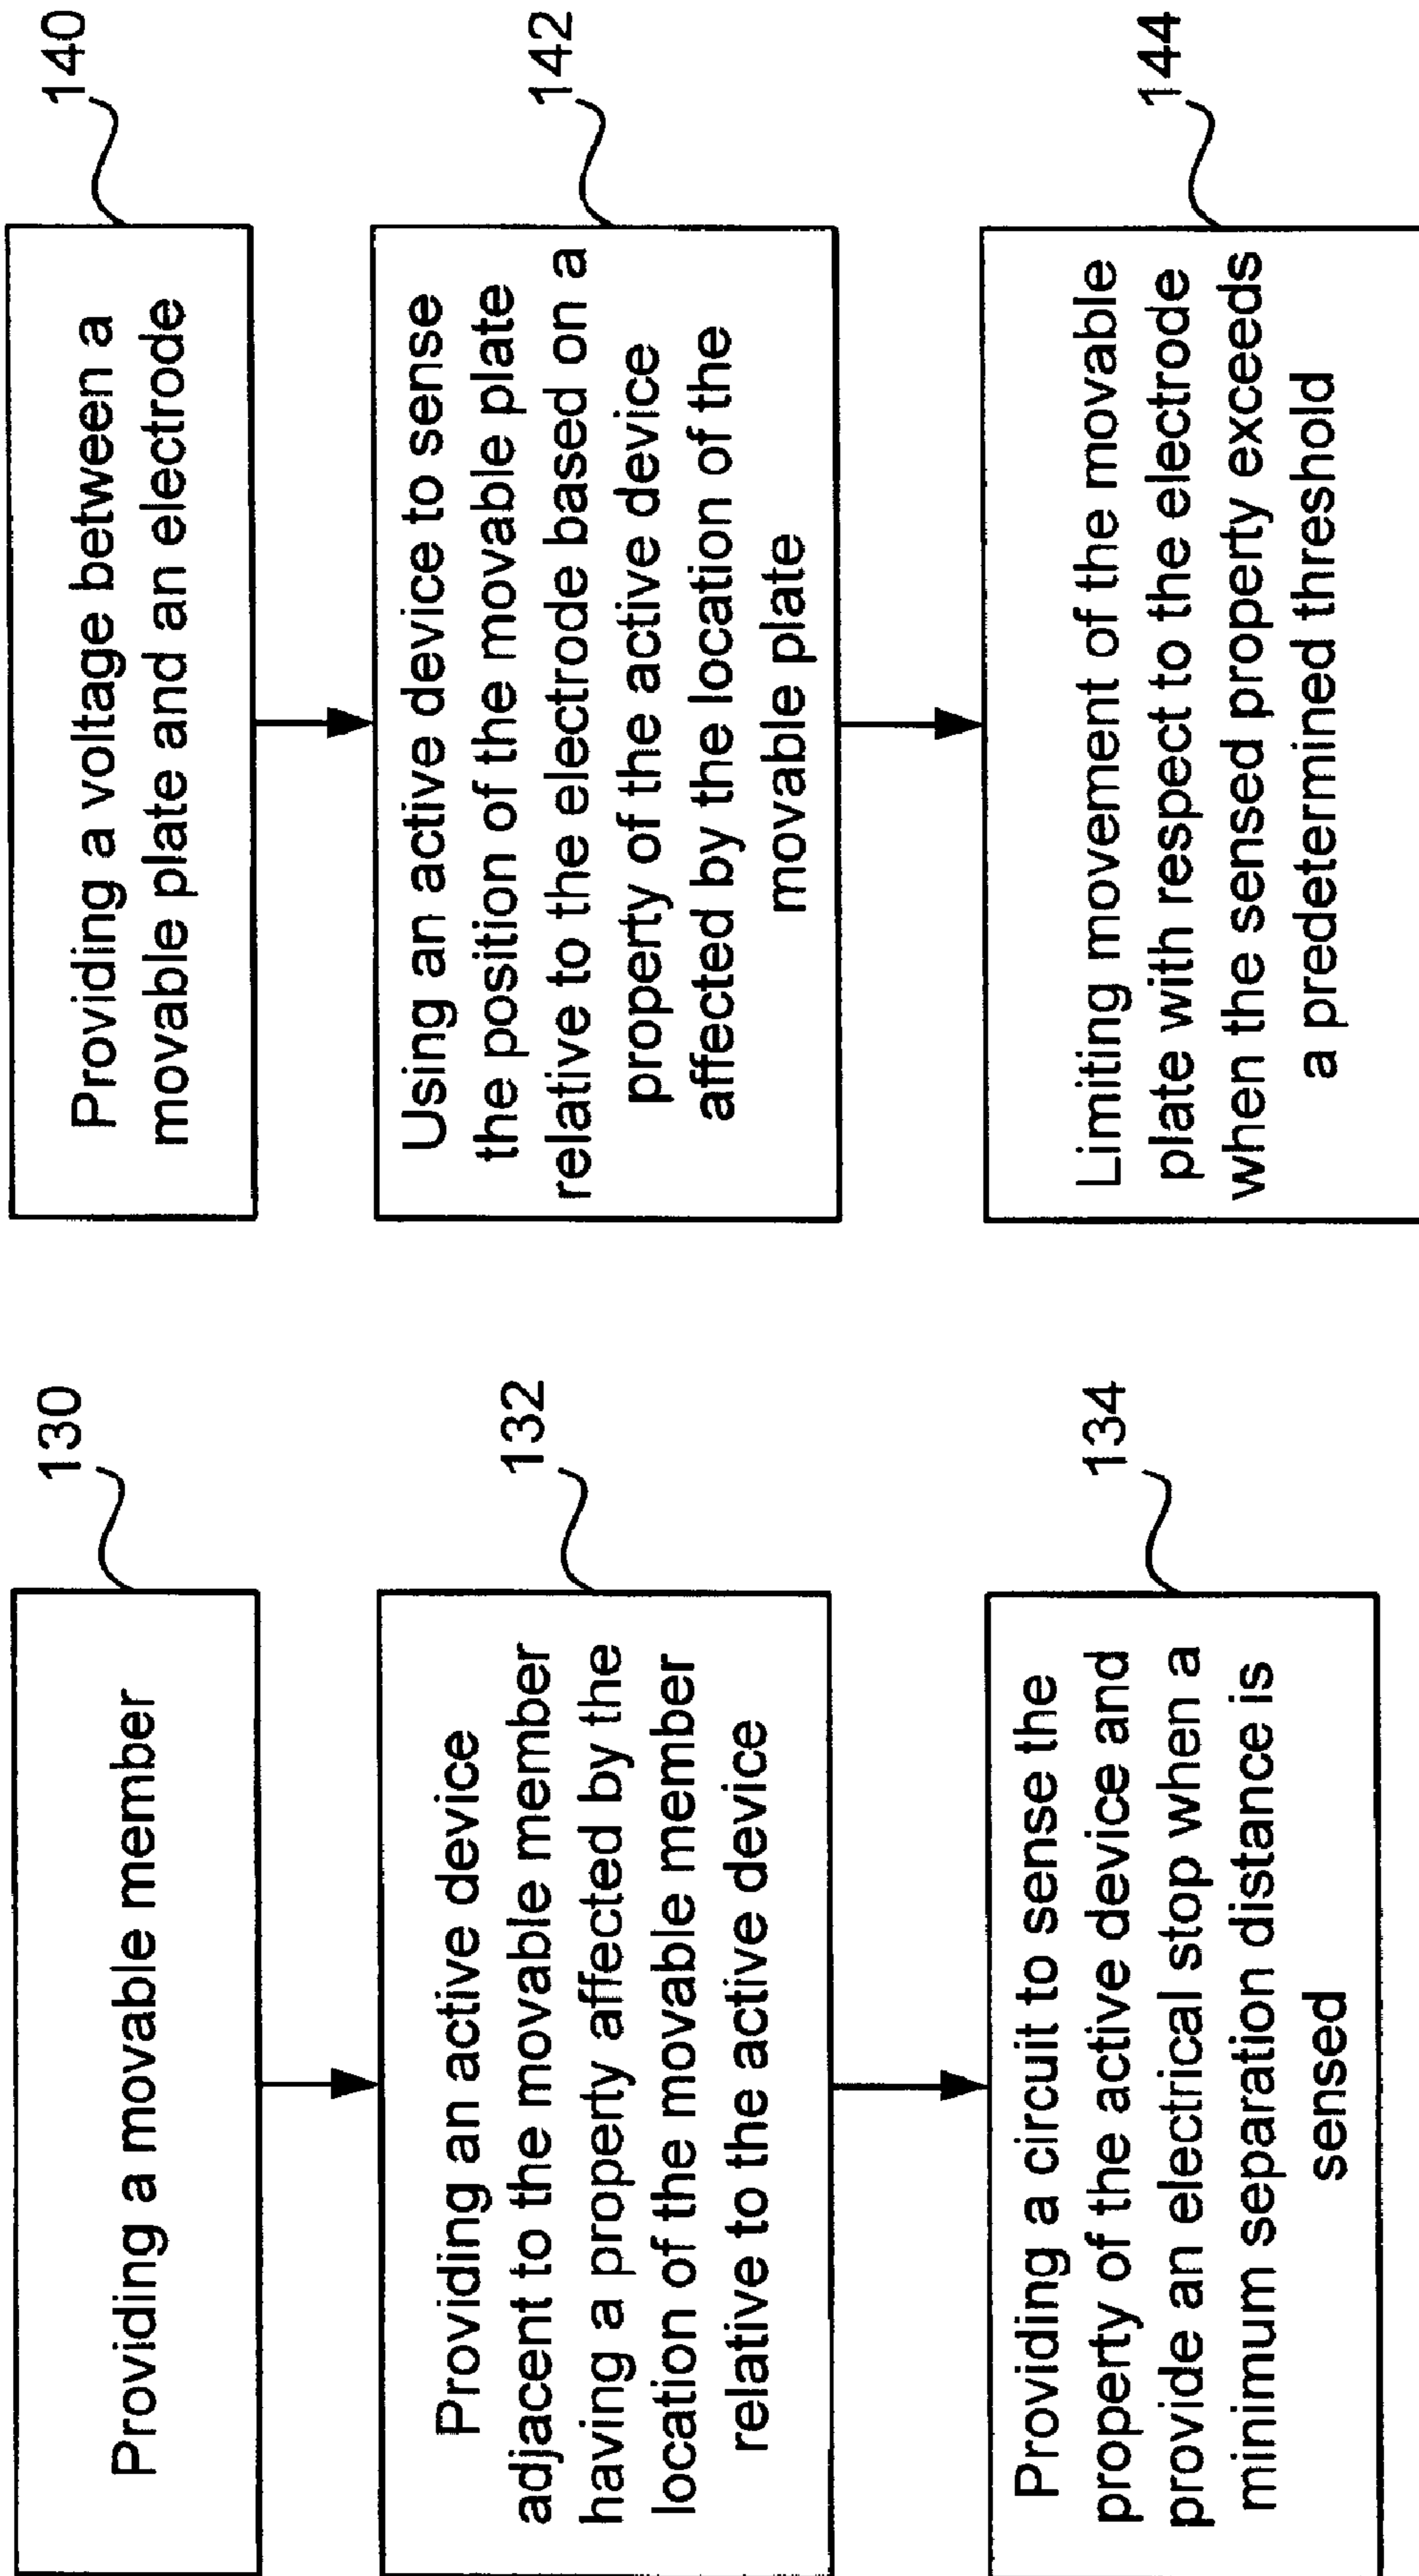 130
Providing a movable member
132
Providing an active device
adjacent to the movable member
having a property affected by the
location of the movable member
relative to the active device
134
Providing a circuit to sense the
property of the active device and
provide an electrical stop when a
minimum separation distance is
sensed
140
Providing a voltage between a
movable plate and an electrode
142
Using an active device to sense
the position of the movable plate
relative to the electrode based on a
property of the active device
affected by the location of the
movable plate
144
Limiting movement of the movable
plate with respect to the electrode
when the sensed property exceeds
a predetermined threshold